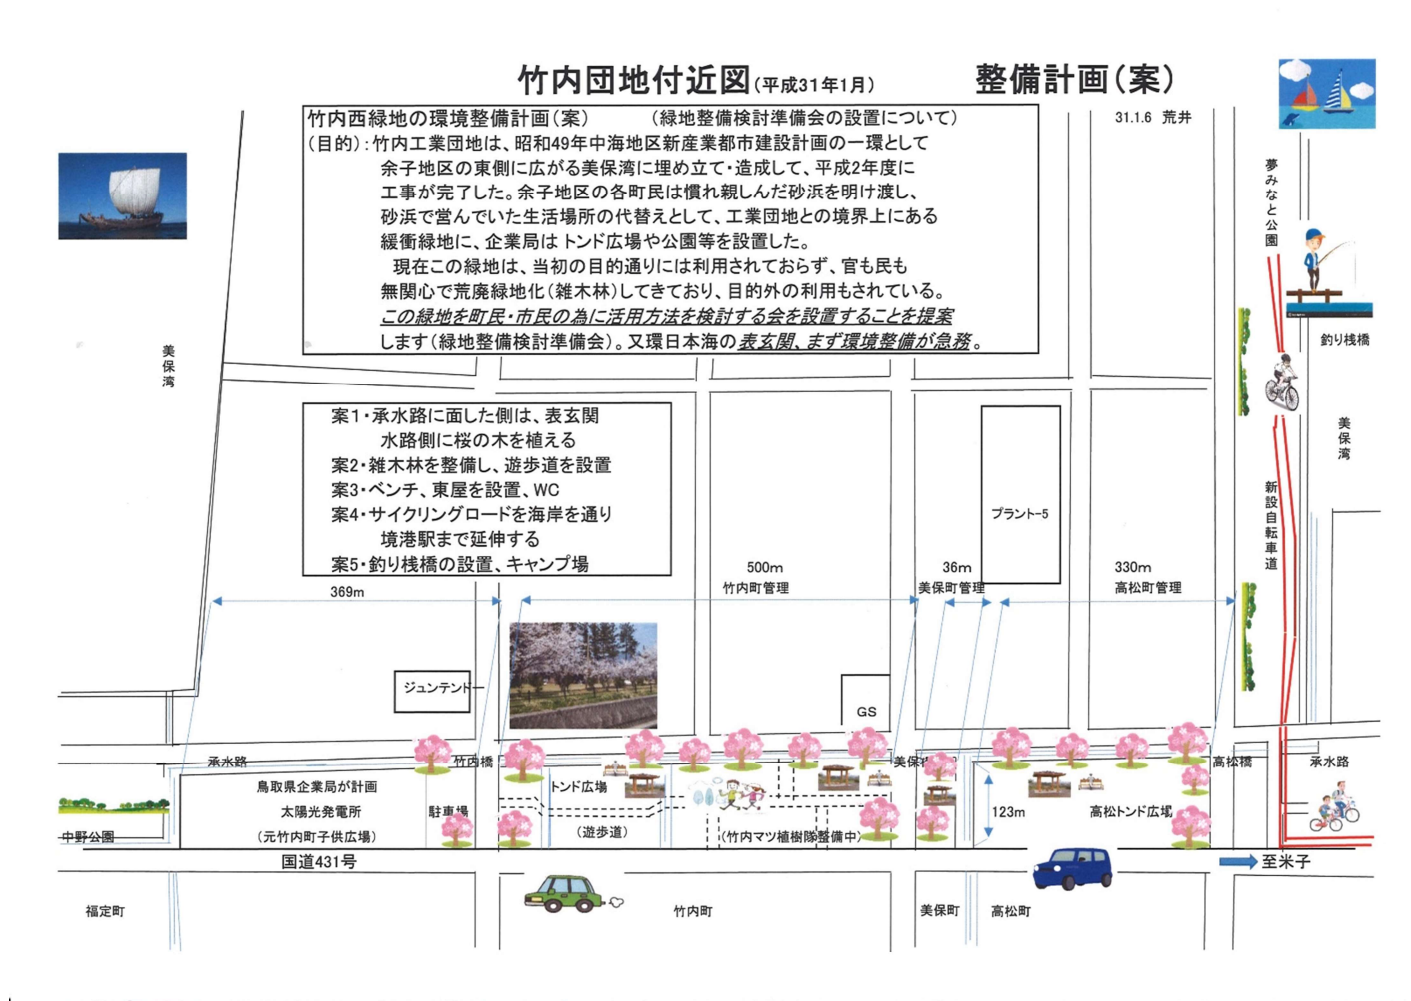 竹内団地付近図(平成31年1月) 整備計画(案)
31.1.6 荒井
竹内西緑地の環境整備計画(案) (緑地整備検討準備会の設置について)
(目的):竹内工業団地は、昭和49年中海地区新産業都市建設計画の一環として
余子地区の東側に広がる美保湾に埋め立て・造成して、平成2年度に
工事が完了した。余子地区の各町民は慣れ親しんだ砂浜を明け渡し、
砂浜で営んでいた生活場所の代替えとして、工業団地との境界上にある
緩衝緑地に、企業局はトンド広場や公園等を設置した。
現在この緑地は、当初の目的通りには利用されておらず、官も民も
無関心で荒廃緑地化(雑木林)してきており、目的外の利用もされている。
この緑地を町民・市民の為に活用方法を検討する会を設置することを提案
します(緑地整備検討準備会)。又環日本海の表玄関、まず環境整備が急務。
夢みなと公園
釣り桟橋
美保湾
美保湾
案1・承水路に面した側は、表玄関
水路側に桜の木を植える
案2・雑木林を整備し、遊歩道を設置
案3・ベンチ、東屋を設置、WC
案4・サイクリングロードを海岸を通り
境港駅まで延伸する
案5・釣り桟橋の設置、キャンプ場
新設自転車道
プラント-5
369m
500m
竹内町管理
36m
美保町管理
330m
高松町管理
ジュンテンドー
GS
承水路
竹内橋
美保
高松橋
承水路
鳥取県企業局が計画
太陽光発電所
(元竹内町子供広場)
駐車場
トンド広場
(遊歩道)
(竹内マツ植樹隊整備中)
123m
高松トンド広場
中野公園
国道431号
至米子
福定町
竹内町
美保町
高松町